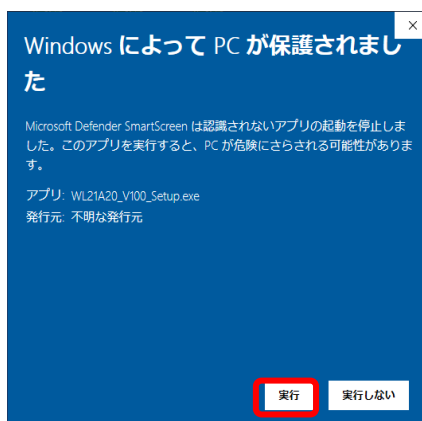 Windows によって PC が保護されまし
た
Microsoft Defender SmartScreen は認識されないアプリの起動を停止しま
した。このアプリを実行すると、PC が危険にさらされる可能性がありま
す。
アプリ: WL21A20_V100_Setup.exe
発行元: 不明な発行元
実行 実行しない